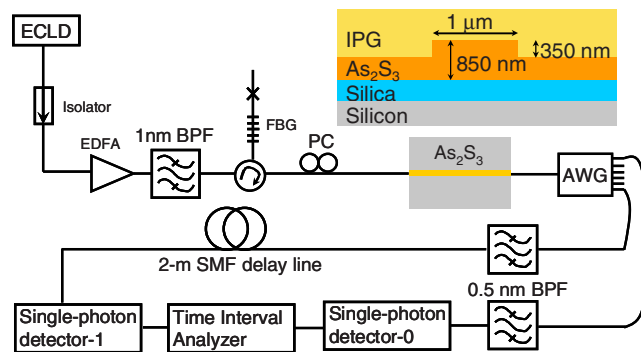 ECLD
Isolator
EDFA
1nm BPF
FBG
PC
1 μm
IPG
350 nm
As2S3
850 nm
Silica
Silicon
As2S3
AWG
2-m SMF delay line
0.5 nm BPF
Single-photon
detector-1
Time Interval
Analyzer
Single-photon
detector-0